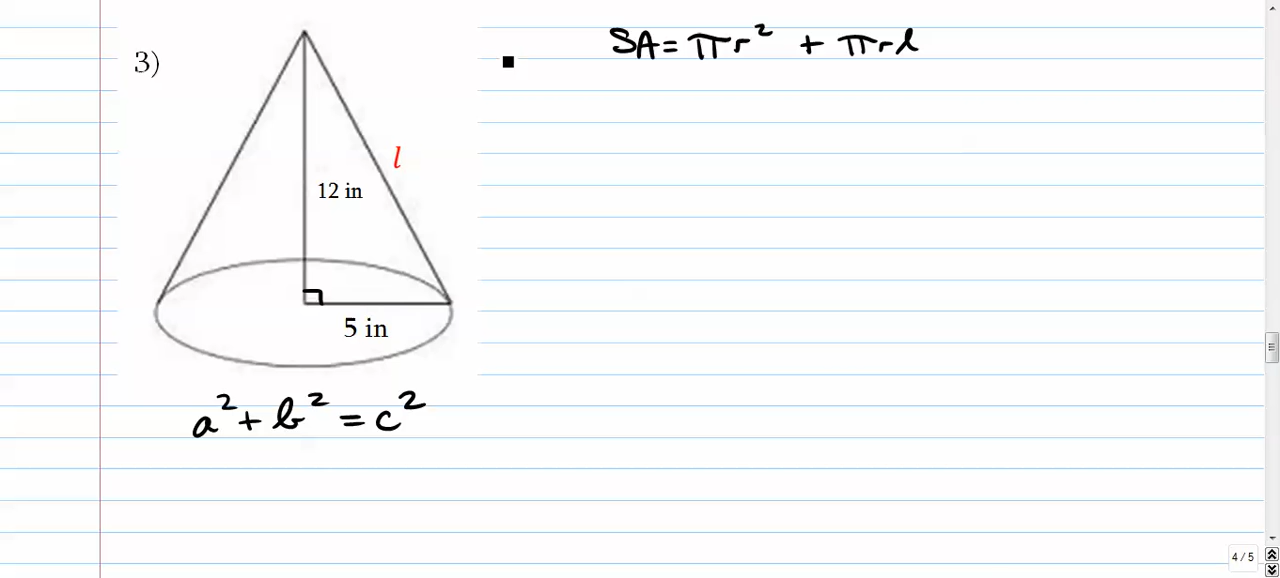 3)
SA = πr² + πrl
l
12 in
5 in
a² + b² = c²
4 / 5